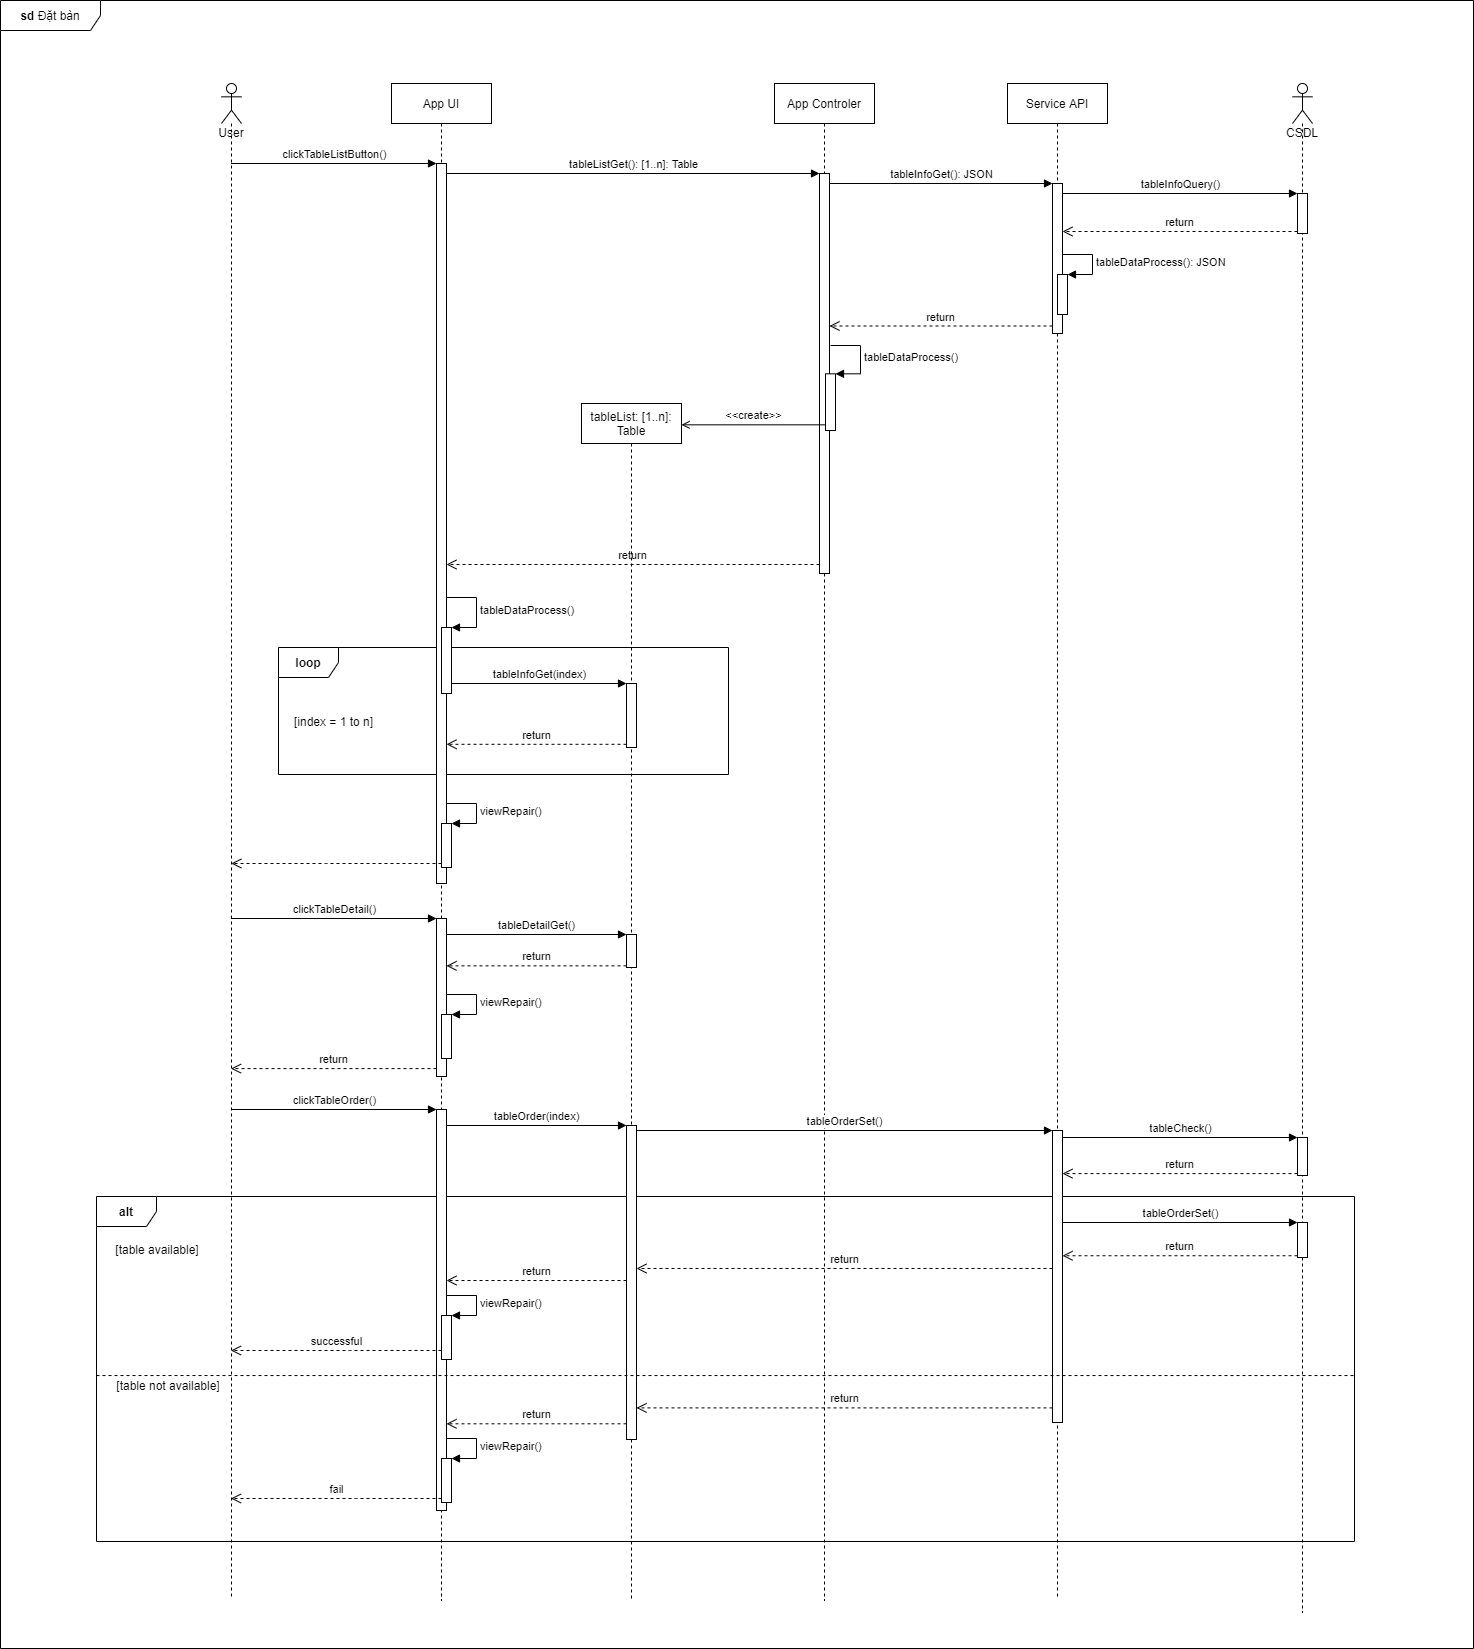 sd Đặt bàn
User
App UI
App Controler
Service API
CSDL
clickTableListButton()
tableListGet(): [1..n]: Table
tableInfoGet(): JSON
tableInfoQuery()
return
tableDataProcess(): JSON
return
tableDataProcess()
tableList: [1..n]:
Table
<<create>>
return
tableDataProcess()
loop
tableInfoGet(index)
[index = 1 to n]
return
viewRepair()
clickTableDetail()
tableDetailGet()
return
viewRepair()
return
clickTableOrder()
tableOrder(index)
tableOrderSet()
tableCheck()
return
alt
tableOrderSet()
[table available]
return
return
return
viewRepair()
successful
[table not available]
return
return
viewRepair()
fail